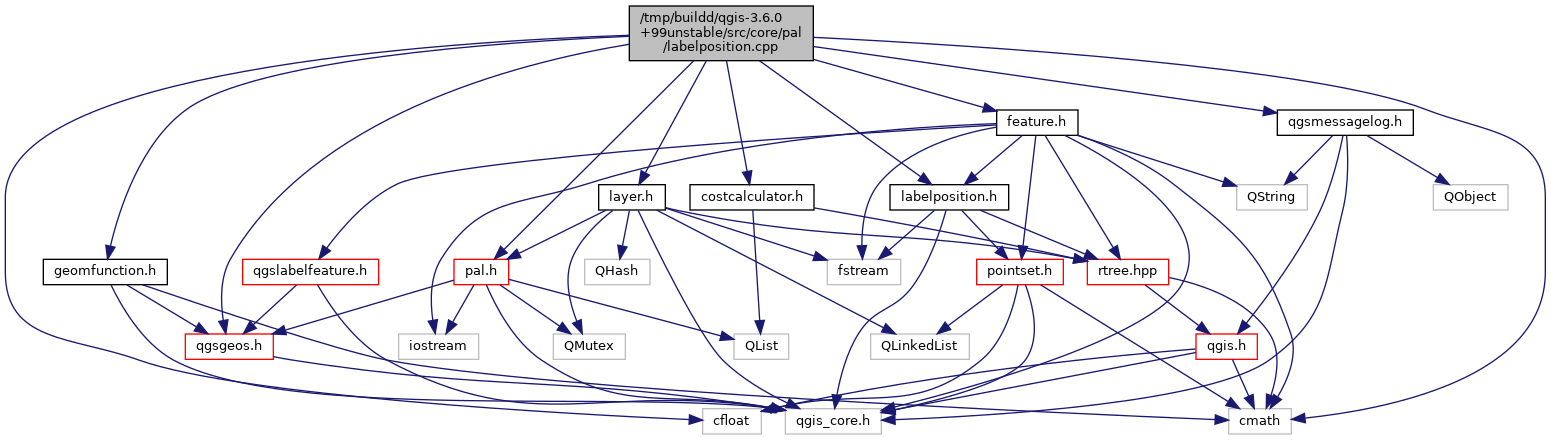 /tmp/buildd/qgis-3.6.0
+99unstable/src/core/pal
/labelposition.cpp
feature.h
qgsmessagelog.h
layer.h
costcalculator.h
labelposition.h
QString
QObject
geomfunction.h
qgslabelfeature.h
pal.h
QHash
fstream
pointset.h
rtree.hpp
qgsgeos.h
iostream
QMutex
QList
QLinkedList
qgis.h
cfloat
qgis_core.h
cmath